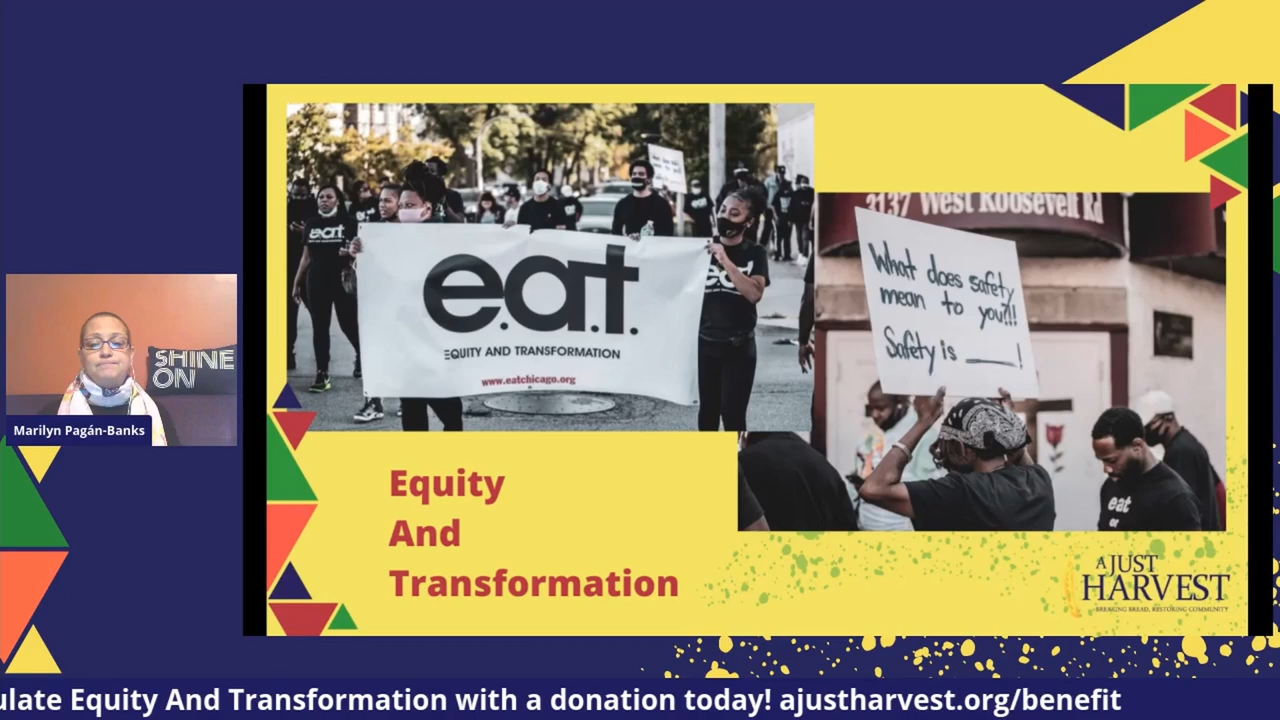 3137 West Roosevelt Rd
What does safety
mean to you?!!
Safety is ____!
eat.
e.a.t.
EQUITY AND TRANSFORMATION
www.eatchicago.org
SHINE
ON
Marilyn Pagán-Banks
eat
or
Equity
And
Transformation
A JUST
HARVEST
BREAKING BREAD, RESTORING COMMUNITY
ulate Equity And Transformation with a donation today! ajustharvest.org/benefit